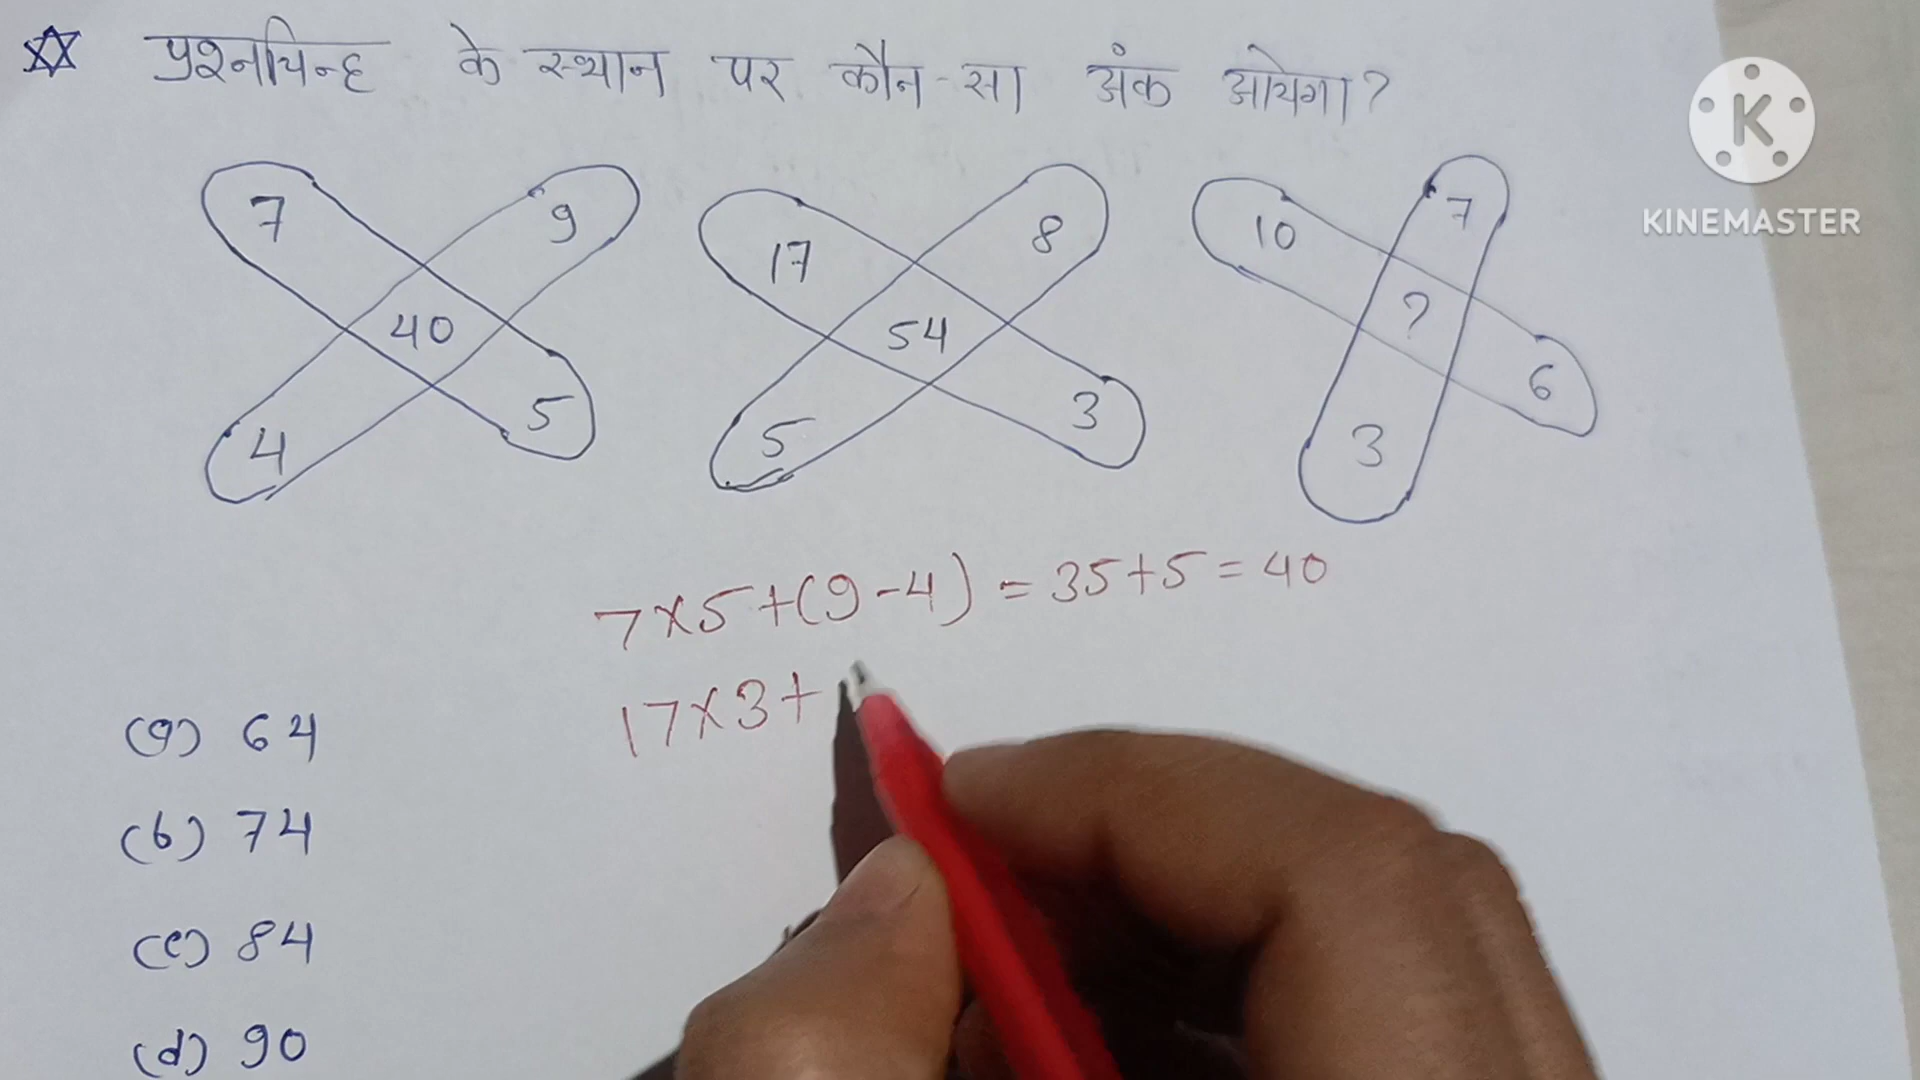 प्रश्नचिन्ह के स्थान पर कौन-सा अंक आयेगा?
K
KINEMASTER
7 9 40 4 5
17 8 54 5 3
10 7 ? 3 6
7×5+(9-4) = 35+5 = 40
17×3+
(a) 64
(b) 74
(c) 84
(d) 90